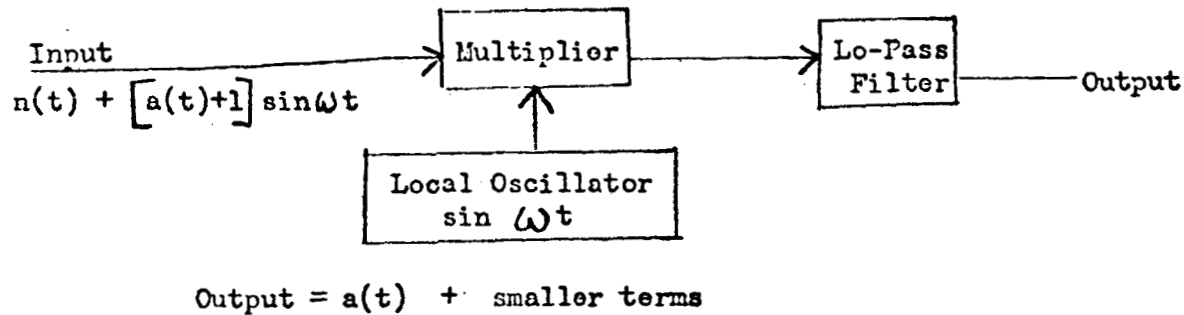 Input
n(t) + [a(t)+1] sinωt
Multiplier
Lo-Pass
Filter
Output
Local Oscillator
sin ωt
Output = a(t) + smaller terms